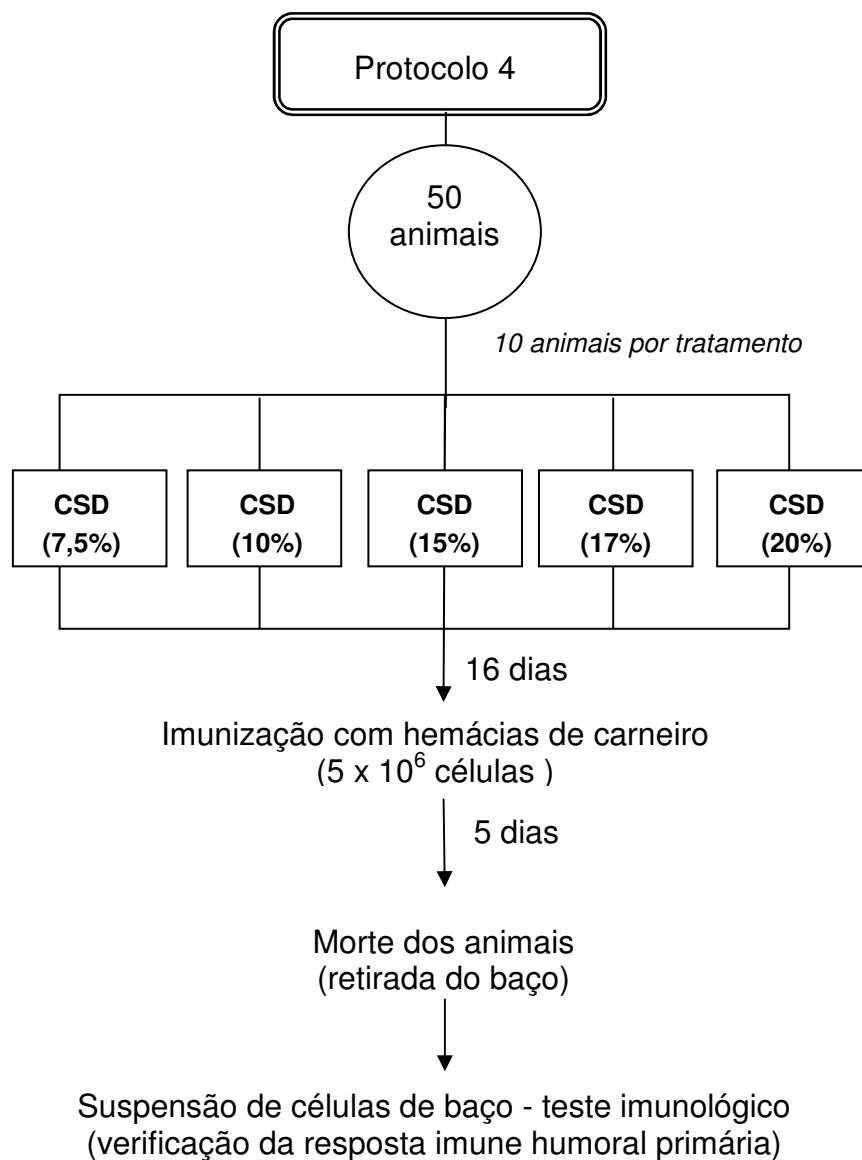 Protocolo 4
50
animais
10 animais por tratamento
CSD
(7,5%)
CSD
(10%)
CSD
(15%)
CSD
(17%)
CSD
(20%)
16 dias
Imunização com hemácias de carneiro
(5 x 10⁶ células )
5 dias
Morte dos animais
(retirada do baço)
Suspensão de células de baço - teste imunológico
(verificação da resposta imune humoral primária)